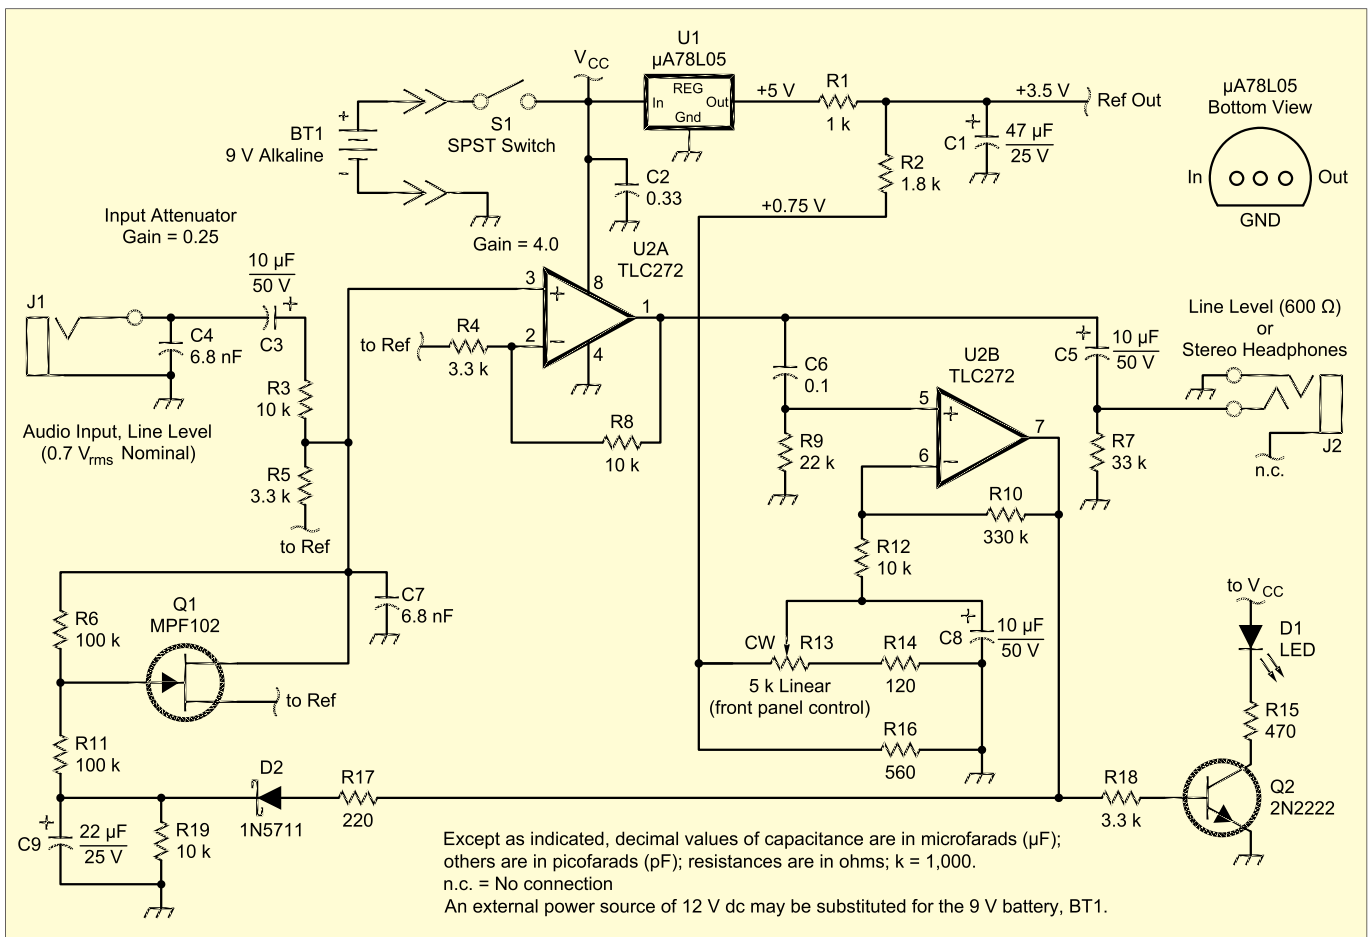 U1
µA78L05
VCC
REG
In
Out
Gnd
+5 V
R1
1 k
+3.5 V
Ref Out
µA78L05
Bottom View
In
Out
GND
+
BT1
9 V Alkaline
-
S1
SPST Switch
C2
0.33
R2
1.8 k
+
C1
47 µF
25 V
+0.75 V
Input Attenuator
Gain = 0.25
Gain = 4.0
U2A
TLC272
10 µF
50 V
+
C3
J1
C4
6.8 nF
R3
10 k
R5
3.3 k
to Ref
Audio Input, Line Level
(0.7 Vrms Nominal)
3
+
8
1
2
−
4
to Ref
R4
3.3 k
R8
10 k
C6
0.1
R9
22 k
U2B
TLC272
5
+
7
6
−
R10
330 k
R12
10 k
+
C5
10 µF
50 V
R7
33 k
Line Level (600 Ω)
or
Stereo Headphones
J2
n.c.
R6
100 k
Q1
MPF102
C7
6.8 nF
to Ref
R11
100 k
CW
R13
5 k Linear
(front panel control)
R14
120
+
C8
10 µF
50 V
R16
560
to VCC
D1
LED
R15
470
Q2
2N2222
R18
3.3 k
D2
1N5711
R17
220
+
C9
22 µF
25 V
R19
10 k
Except as indicated, decimal values of capacitance are in microfarads (µF);
others are in picofarads (pF); resistances are in ohms; k = 1,000.
n.c. = No connection
An external power source of 12 V dc may be substituted for the 9 V battery, BT1.